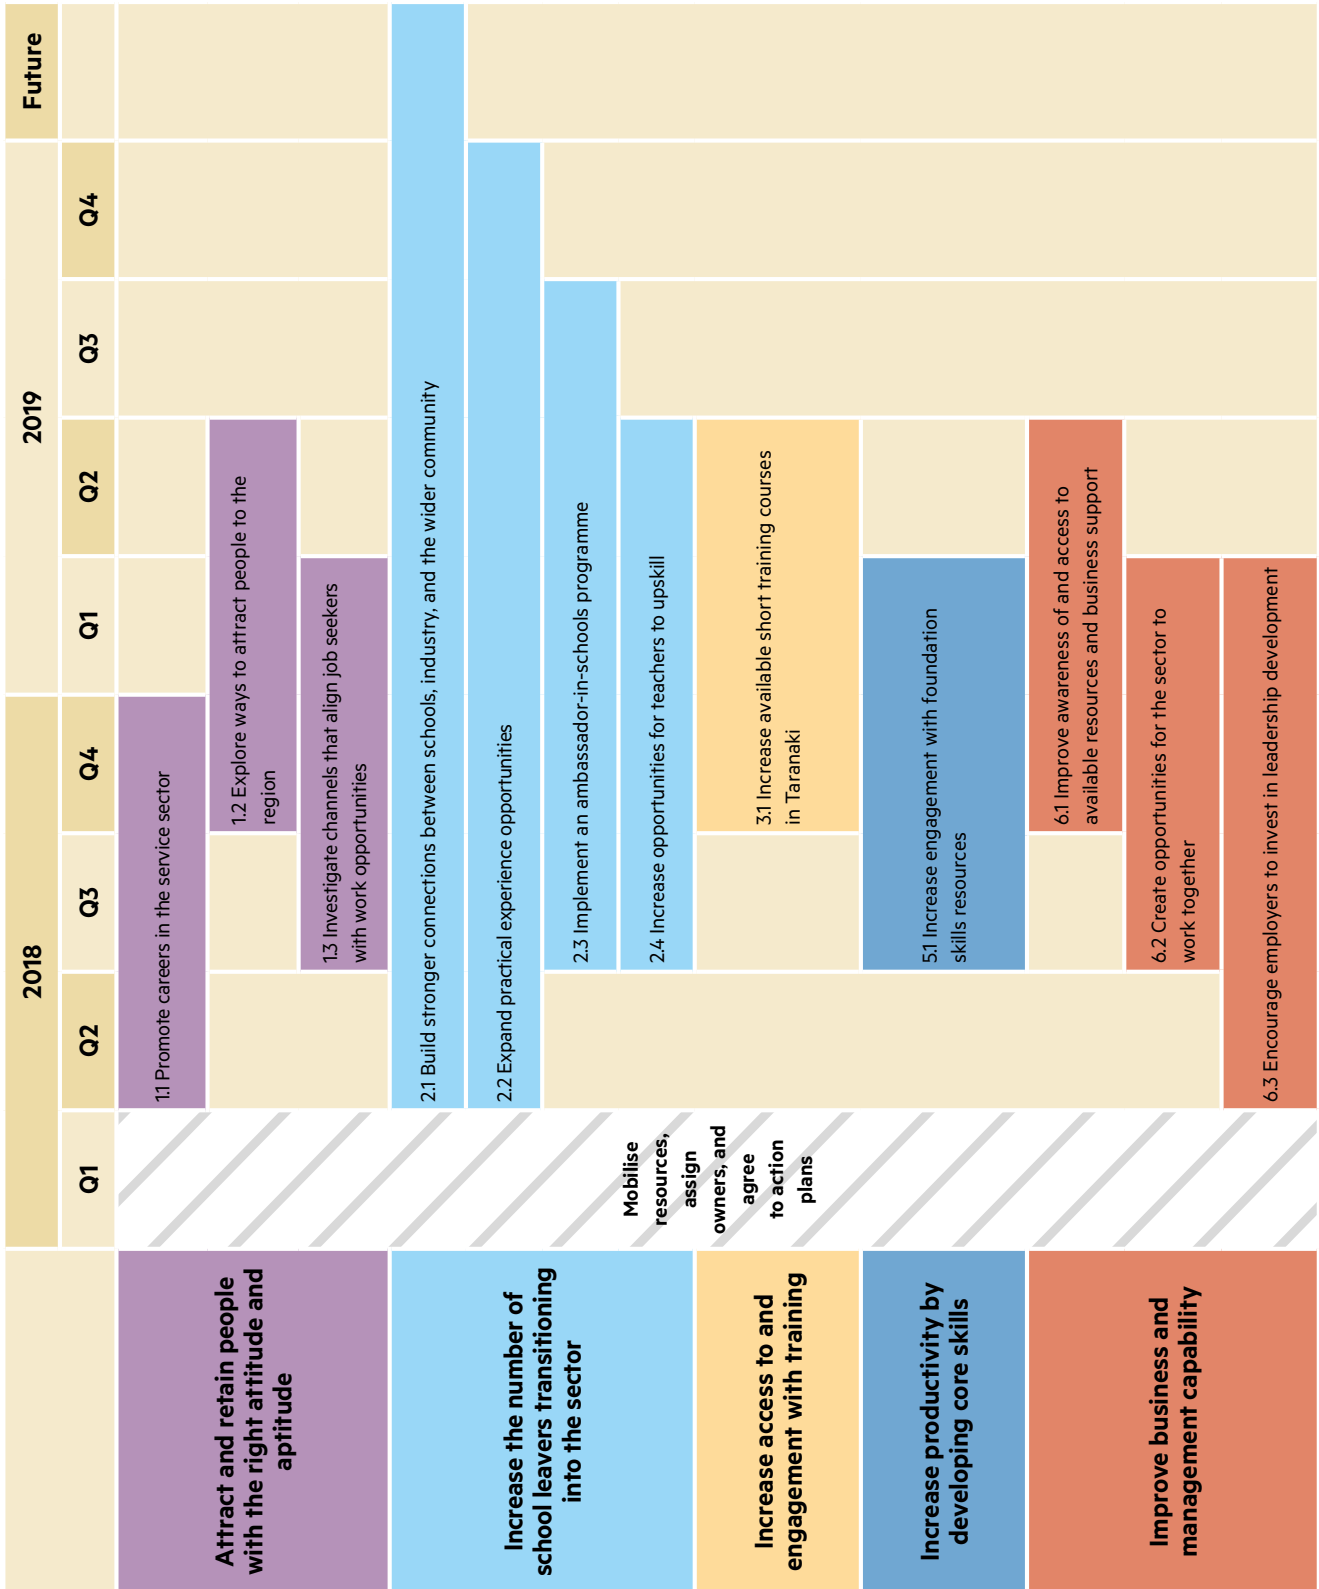 2018
2019
Future
Q1
Q2
Q3
Q4
Q1
Q2
Q3
Q4
Attract and retain people
with the right attitude and
aptitude
Mobilise
resources,
assign
owners, and
agree
to action
plans
1.1 Promote careers in the service sector
1.2 Explore ways to attract people to the
region
1.3 Investigate channels that align job seekers
with work opportunities
Increase the number of
school leavers transitioning
into the sector
2.1 Build stronger connections between schools, industry, and the wider community
2.2 Expand practical experience opportunities
2.3 Implement an ambassador-in-schools programme
2.4 Increase opportunities for teachers to upskill
Increase access to and
engagement with training
3.1 Increase available short training courses
in Taranaki
Increase productivity by
developing core skills
5.1 Increase engagement with foundation
skills resources
Improve business and
management capability
6.1 Improve awareness of and access to
available resources and business support
6.2 Create opportunities for the sector to
work together
6.3 Encourage employers to invest in leadership development